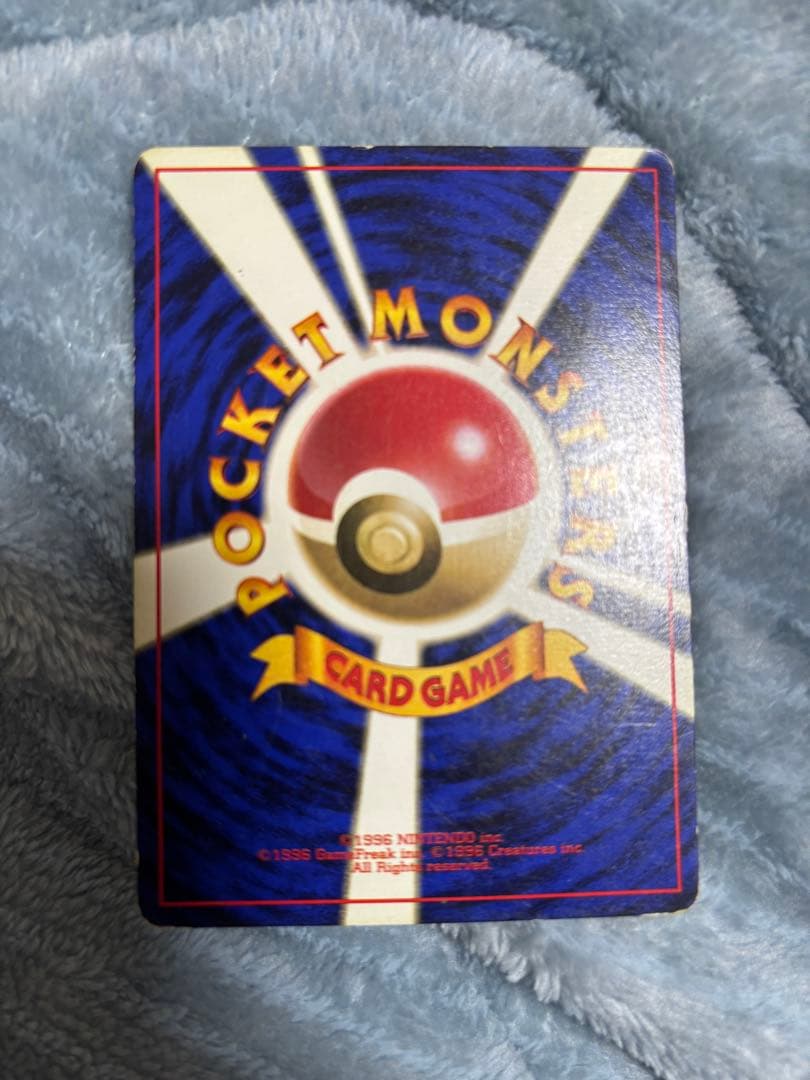 POCKET MONSTERS
CARD GAME
©1996 NINTENDO inc.
©1996 GameFreak inc. ©1996 Creatures inc.
All Rights reserved.